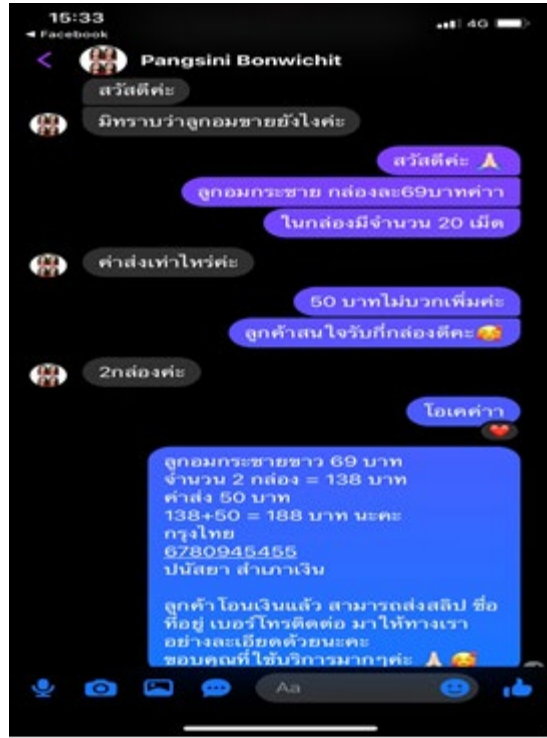 15:33
4G
◀ Facebook
Pangsini Bonwichit
สวัสดีค่ะ
มิทราบว่าลูกอมขายยังไงค่ะ
สวัสดีค่ะ 🙏🏻
ลูกอมกระชาย กล่องละ69บาทค่าา
ในกล่องมีจำนวน 20 เม็ด
ค่าส่งเท่าไหร่ค่ะ
50 บาทไม่บวกเพิ่มค่ะ
ลูกค้าสนใจรับกี่กล่องดีคะ🥰
2กล่องค่ะ
โอเคค่าา
❤️
ลูกอมกระชายขาว 69 บาท
จำนวน 2 กล่อง = 138 บาท
ค่าส่ง 50 บาท
138+50 = 188 บาท นะคะ
กรุงไทย
6780945455
ปนัสยา สำเภาเงิน
ลูกค้าโอนเงินแล้ว สามารถส่งสลิป ชื่อ
ที่อยู่ เบอร์โทรติดต่อ มาให้ทางเรา
อย่างละเอียดด้วยนะคะ
ขอบคุณที่ใช้บริการมากๆค่ะ 🙏🏻🥰
Aa